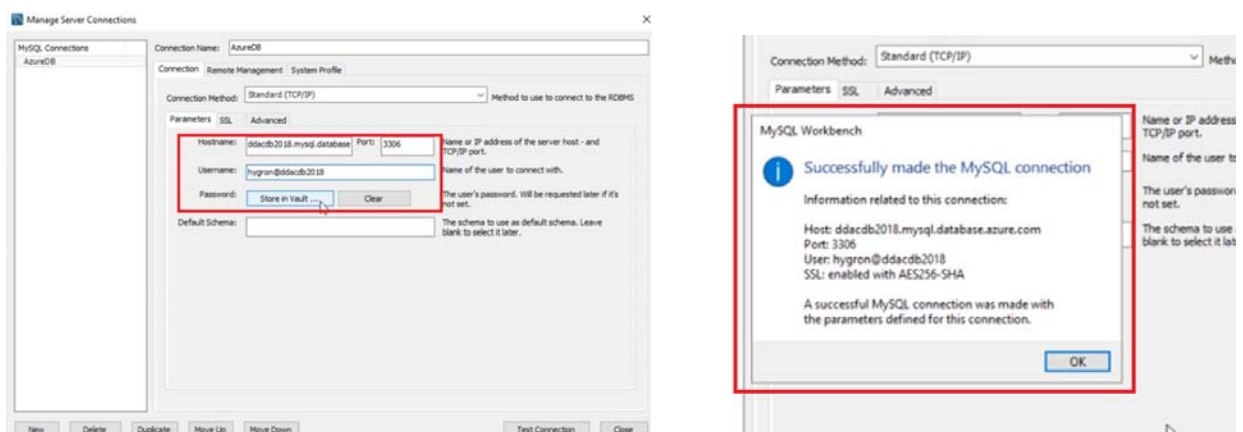 Manage Server Connections
MySQL Connections
AzureDB
Connection Name: AzureDB
Connection Remote Management System Profile
Connection Method: Standard (TCP/IP) Method to use to connect to the RDBMS
Parameters SSL Advanced
Hostname: ddacdb2018.mysql.database Port: 3306 Name or IP address of the server host - and
TCP/IP port.
Username: hygron@ddacdb2018 Name of the user to connect with.
Password: Store in Vault ... Clear The user's password. Will be requested later if it's
not set.
Default Schema: The schema to use as default schema. Leave
blank to select it later.
New Delete Duplicate Move Up Move Down Test Connection Close
Connection Method: Standard (TCP/IP)
Parameters SSL Advanced
Name or IP address
TCP/IP port.
Name of the user
The user's
not set.
The schema to use
blank to select it
MySQL Workbench
Successfully made the MySQL connection
Information related to this connection:
Host: ddacdb2018.mysql.database.azure.com
Port: 3306
User: hygron@ddacdb2018
SSL: enabled with AES256-SHA
A successful MySQL connection was made with
the parameters defined for this connection.
OK